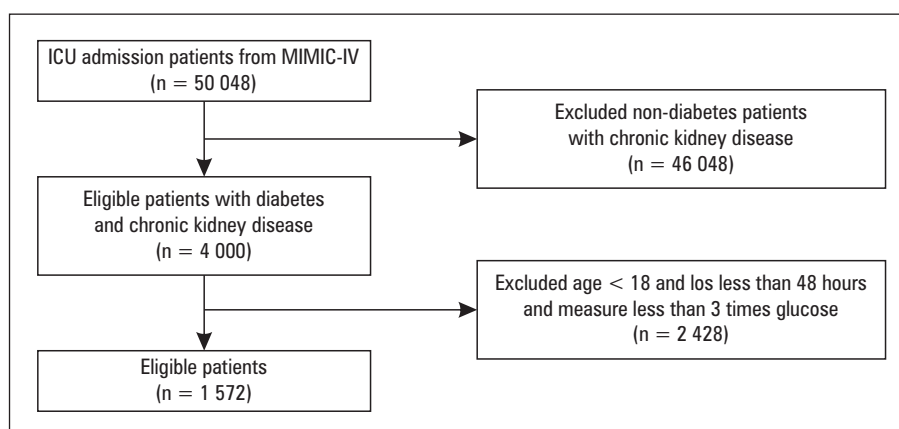 ICU admission patients from MIMIC-IV
(n = 50 048)
Excluded non-diabetes patients
with chronic kidney disease
(n = 46 048)
Eligible patients with diabetes
and chronic kidney disease
(n = 4 000)
Excluded age < 18 and los less than 48 hours
and measure less than 3 times glucose
(n = 2 428)
Eligible patients
(n = 1 572)